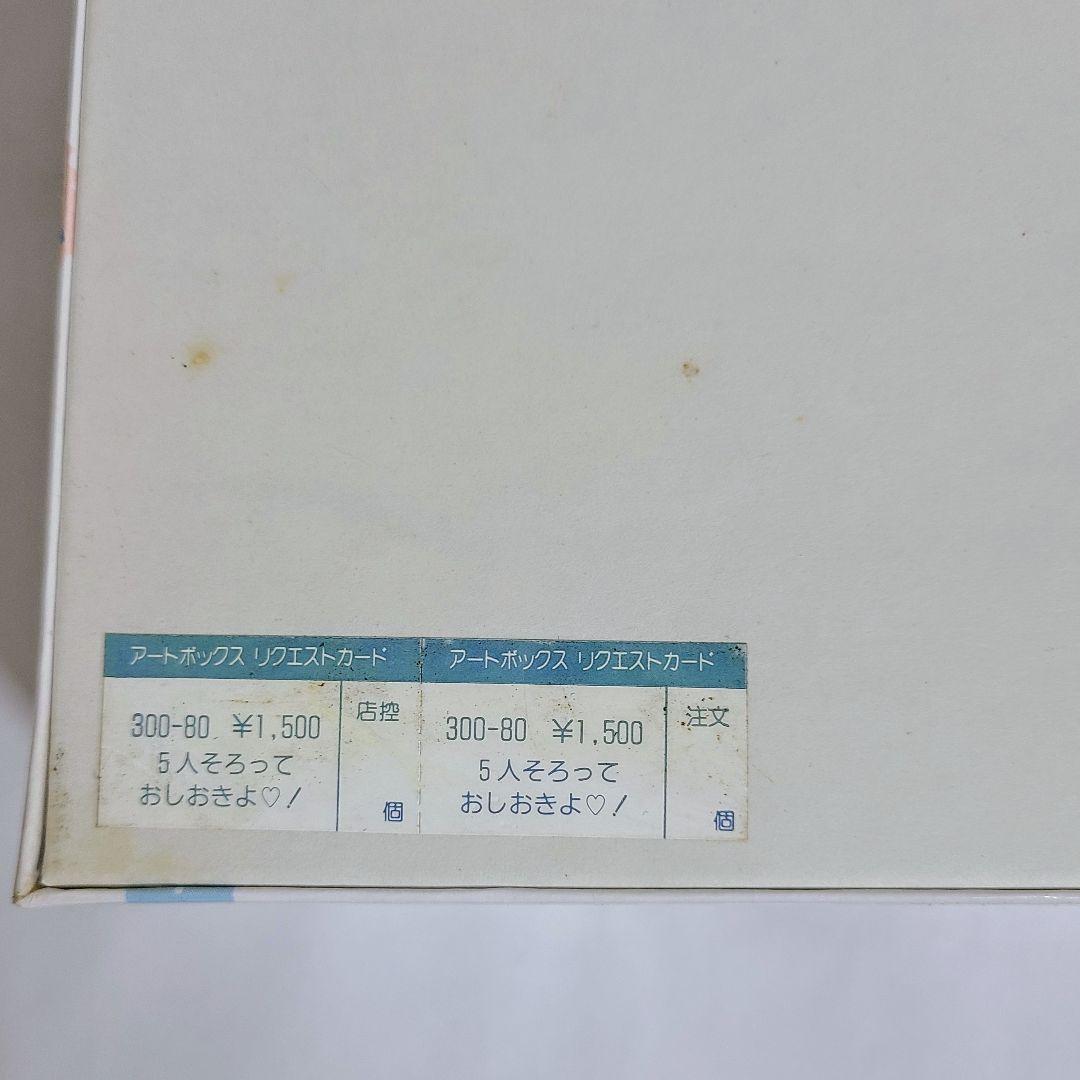 アートボックス リクエストカード
300-80 ¥1,500
5人そろって
おしおきよ♡!
店控
個
アートボックス リクエストカード
300-80 ¥1,500
5人そろって
おしおきよ♡!
注文
個